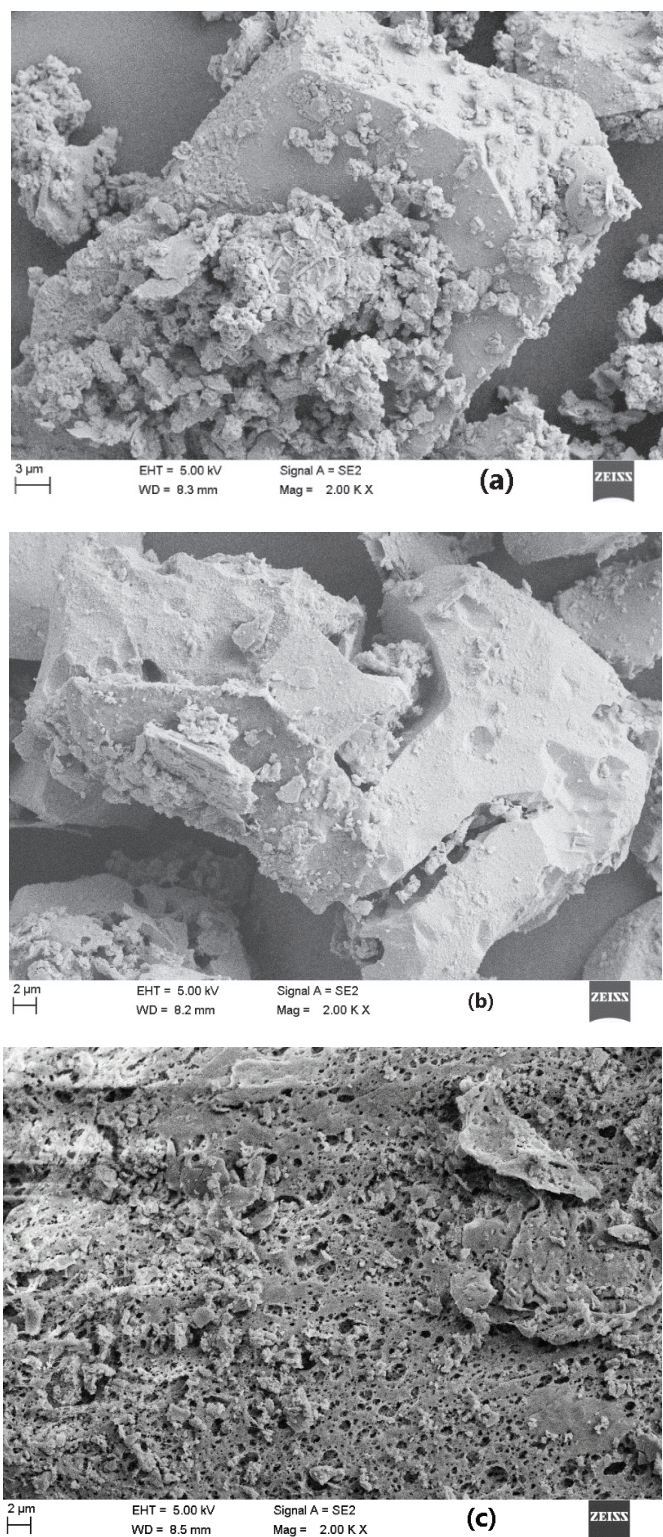 3 µm EHT = 5.00 kV Signal A = SE2 (a) ZEISS
WD = 8.3 mm Mag = 2.00 K X
2 µm EHT = 5.00 kV Signal A = SE2 (b) ZEISS
WD = 8.2 mm Mag = 2.00 K X
2 µm EHT = 5.00 kV Signal A = SE2 (c) ZEISS
WD = 8.5 mm Mag = 2.00 K X